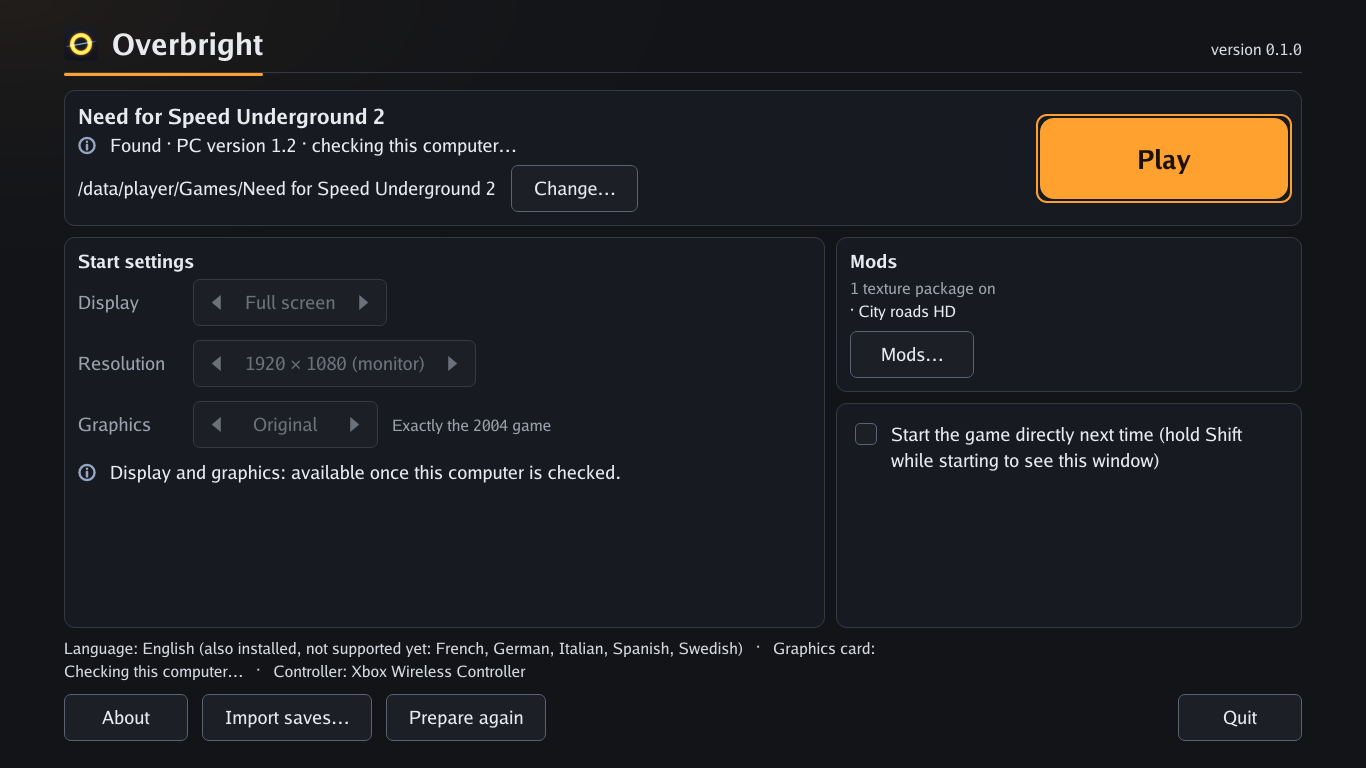 Overbright
version 0.1.0
Need for Speed Underground 2
Found · PC version 1.2 · checking this computer…
/data/player/Games/Need for Speed Underground 2
Change…
Play
Start settings
Display
Full screen
Resolution
1920 × 1080 (monitor)
Graphics
Original
Exactly the 2004 game
Display and graphics: available once this computer is checked.
Mods
1 texture package on
· City roads HD
Mods…
Start the game directly next time (hold Shift
while starting to see this window)
Language: English (also installed, not supported yet: French, German, Italian, Spanish, Swedish) · Graphics card:
Checking this computer… · Controller: Xbox Wireless Controller
About
Import saves…
Prepare again
Quit